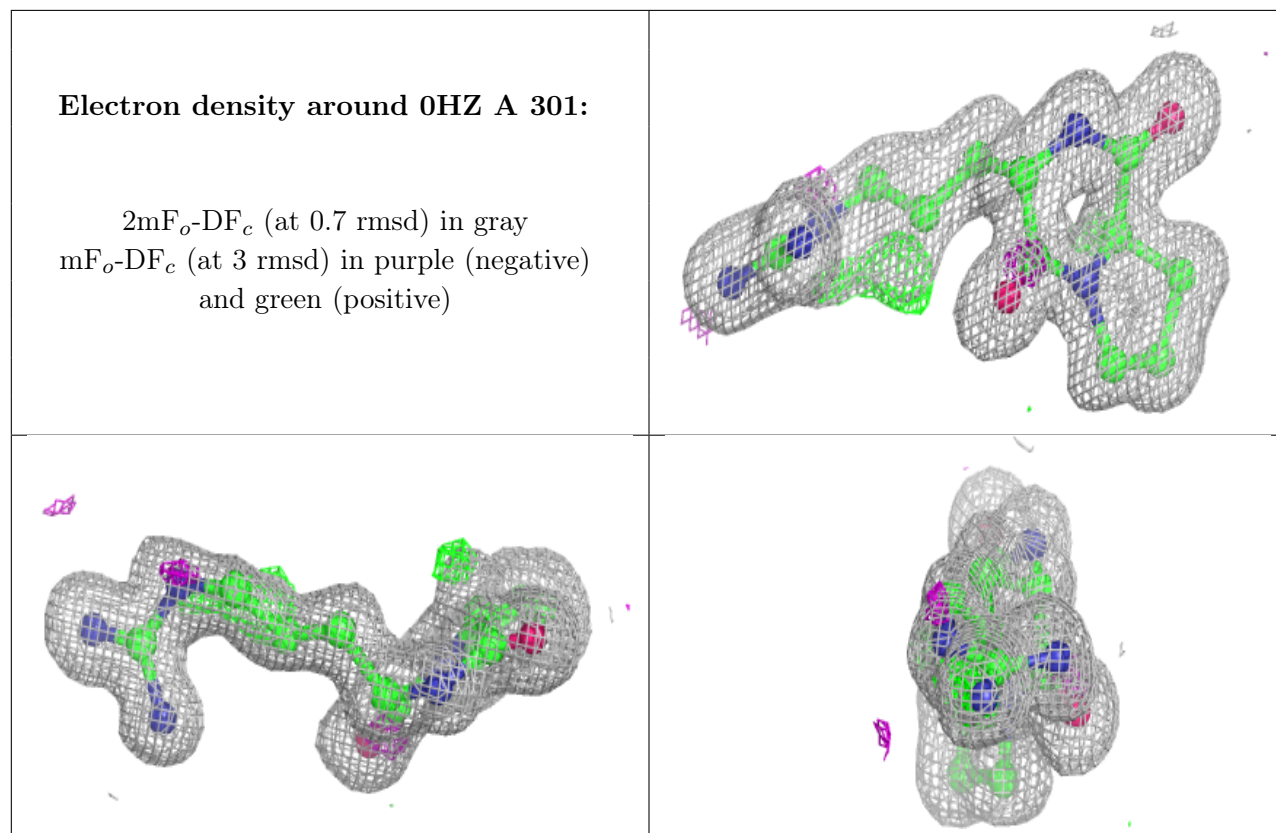 Electron density around 0HZ A 301:
2mFo-DFc (at 0.7 rmsd) in gray
mFo-DFc (at 3 rmsd) in purple (negative)
and green (positive)